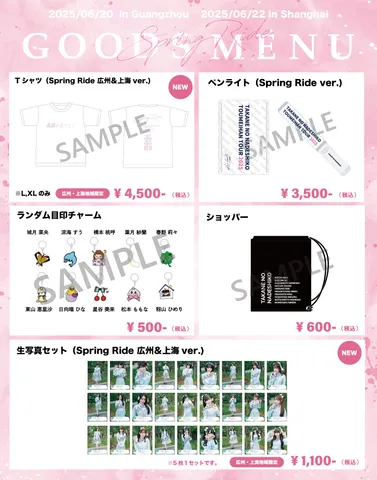 2025/06/20 in Guangzhou 2025/06/22 in Shanghai
GOODS MENU
Spring Ride
Tシャツ（Spring Ride 広州&上海 ver.）
NEW
SAMPLE
※L,XLのみ
広州・上海地域限定
¥4,500-（税込）
ペンライト（Spring Ride ver.）
TAKANE NO NADESHIKO
TOUNEIMAN TOUR 2025
SAMPLE
¥3,500-（税込）
ランダム目印チャーム
城月 菜央 涼海 すう 橋本 桃呼 葉月 紗蘭 春野 莉々
SAMPLE
東山 恵里沙 日向端 ひな 星谷 美来 松本 ももな 籾山 ひめり
¥500-（税込）
ショッパー
TAKANE NO
NADESHIKO
SAMPLE
¥600-（税込）
生写真セット（Spring Ride 広州&上海 ver.）
NEW
SAMPLE
※5枚1セットです。
広州・上海地域限定
¥1,100-（税込）